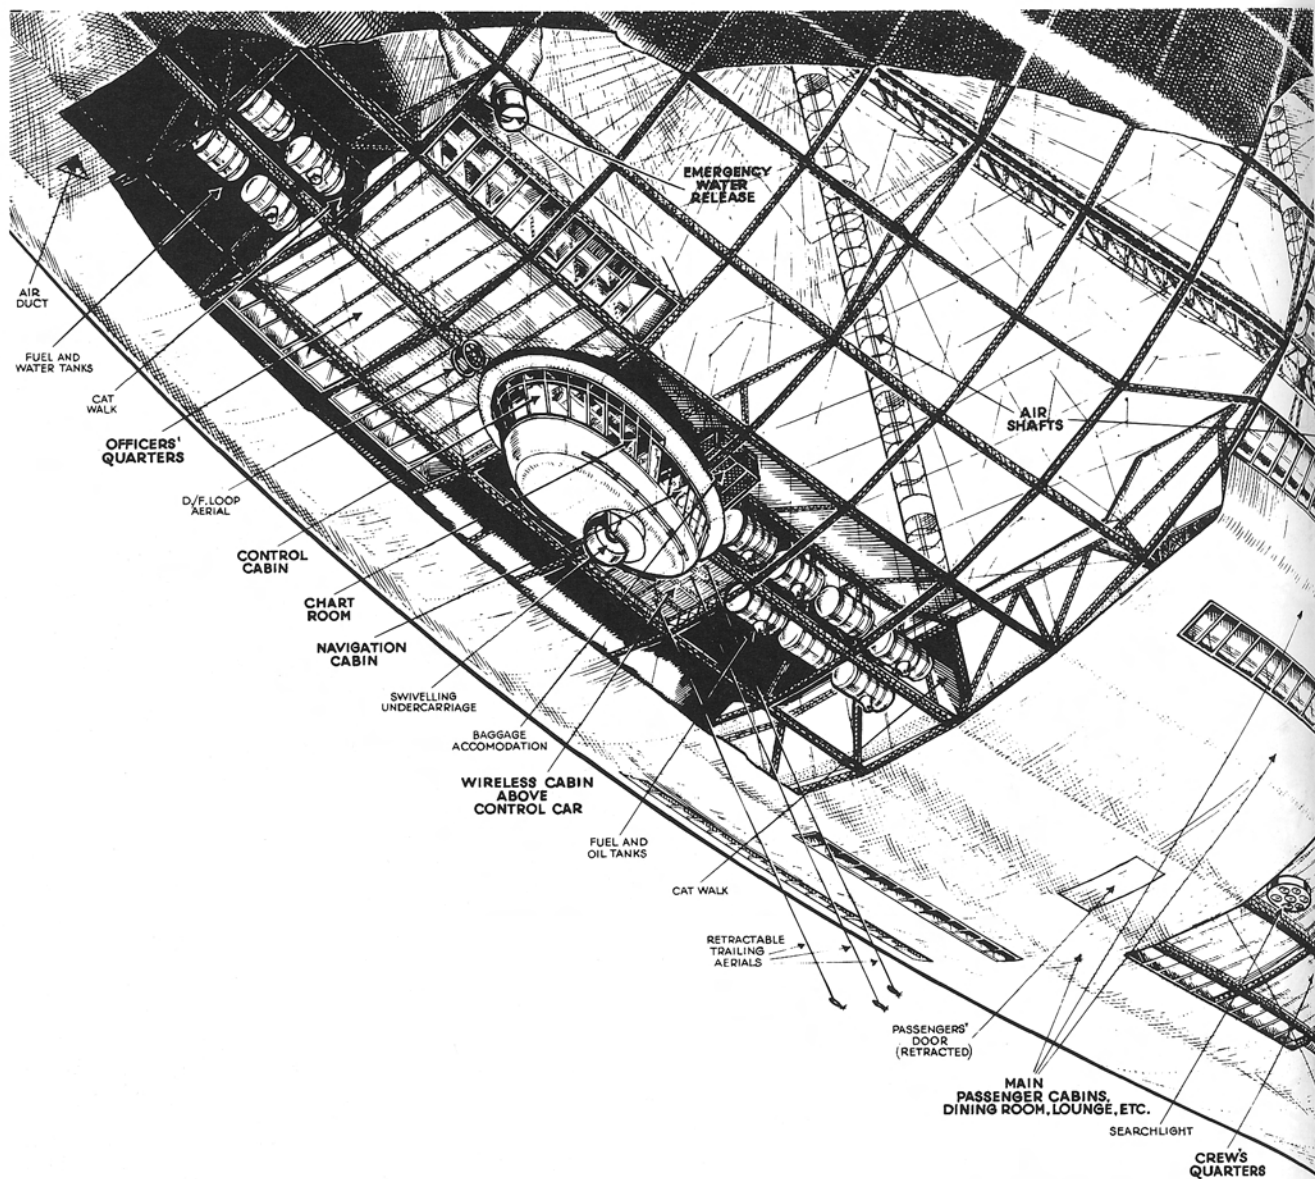 EMERGENCY
WATER
RELEASE
AIR
DUCT
FUEL AND
WATER TANKS
CAT
WALK
OFFICERS'
QUARTERS
AIR
SHAFTS
D/F. LOOP
AERIAL
CONTROL
CABIN
CHART
ROOM
NAVIGATION
CABIN
SWIVELLING
UNDERCARRIAGE
BAGGAGE
ACCOMODATION
WIRELESS CABIN
ABOVE
CONTROL CAR
FUEL AND
OIL TANKS
CAT WALK
RETRACTABLE
TRAILING
AERIALS
PASSENGERS'
DOOR
(RETRACTED)
MAIN
PASSENGER CABINS,
DINING ROOM, LOUNGE, ETC.
SEARCHLIGHT
CREW'S
QUARTERS